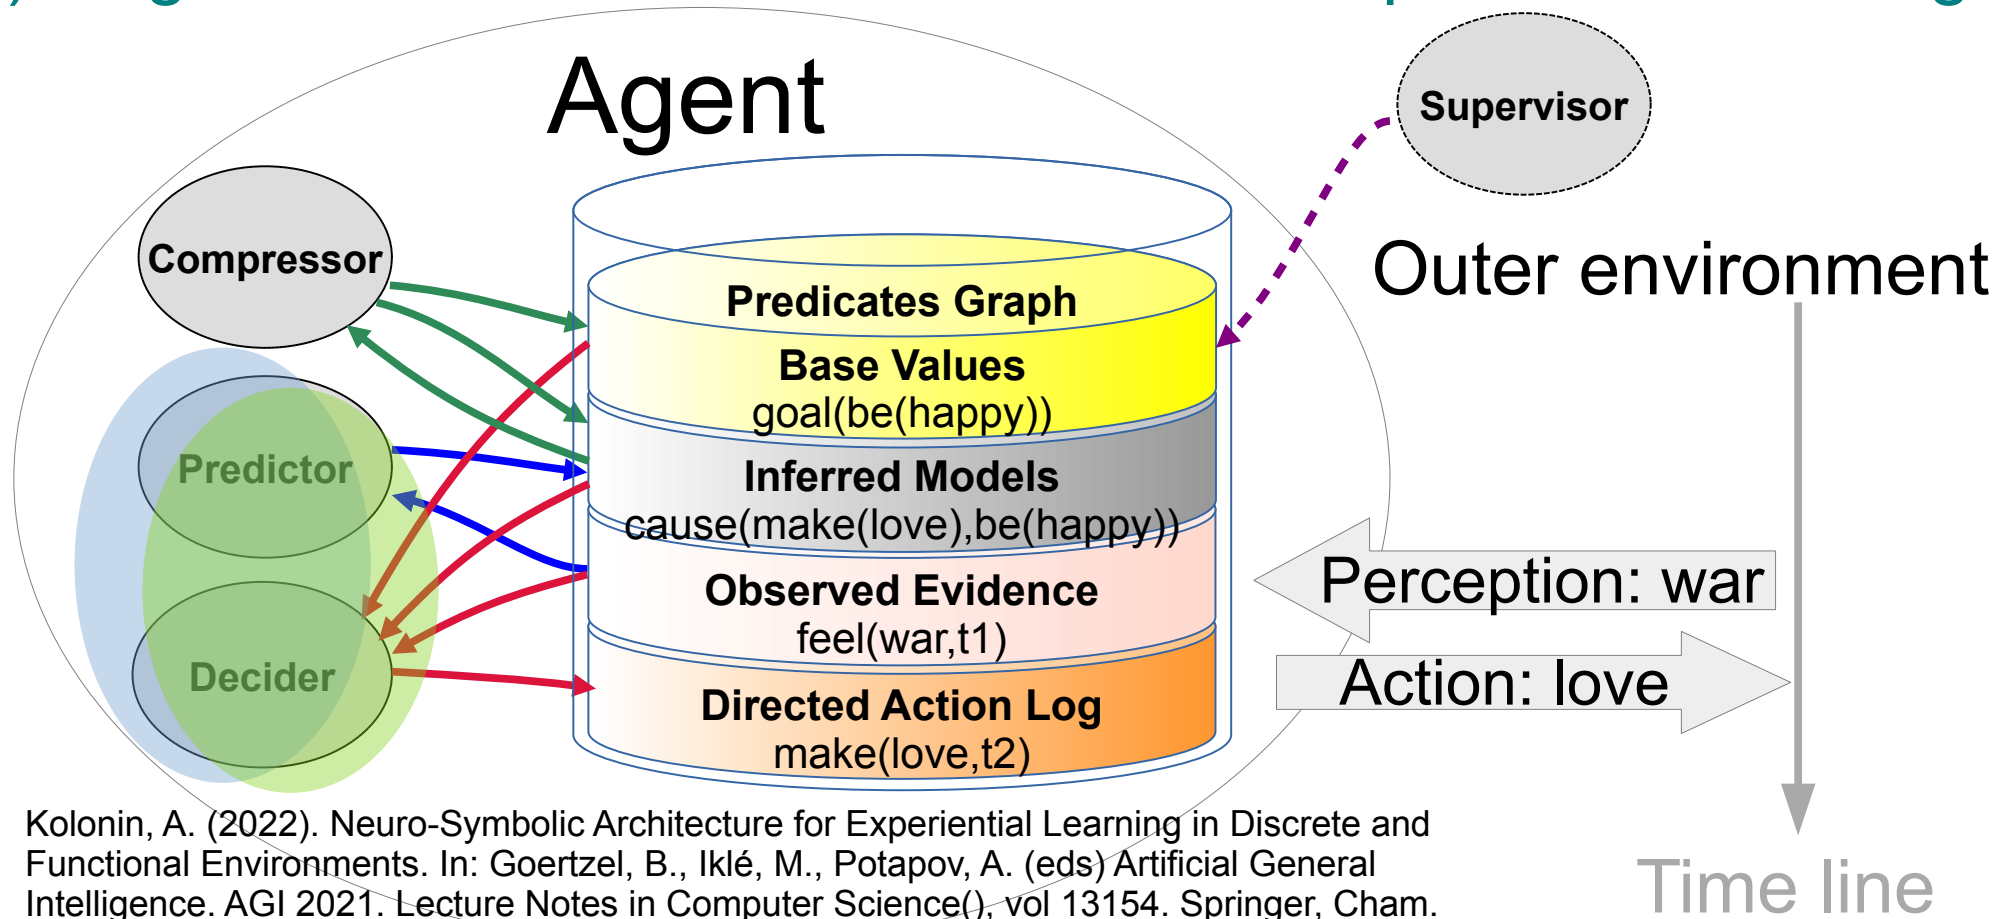 Agent
Supervisor
Compressor
Outer environment
Predicates Graph
Base Values
goal(be(happy))
Predictor
Inferred Models
cause(make(love),be(happy))
Perception: war
Observed Evidence
feel(war,t1)
Decider
Action: love
Directed Action Log
make(love,t2)
Kolonin, A. (2022). Neuro-Symbolic Architecture for Experiential Learning in Discrete and
Functional Environments. In: Goertzel, B., Iklé, M., Potapov, A. (eds) Artificial General
Intelligence. AGI 2021. Lecture Notes in Computer Science(), vol 13154. Springer, Cham.
Time line